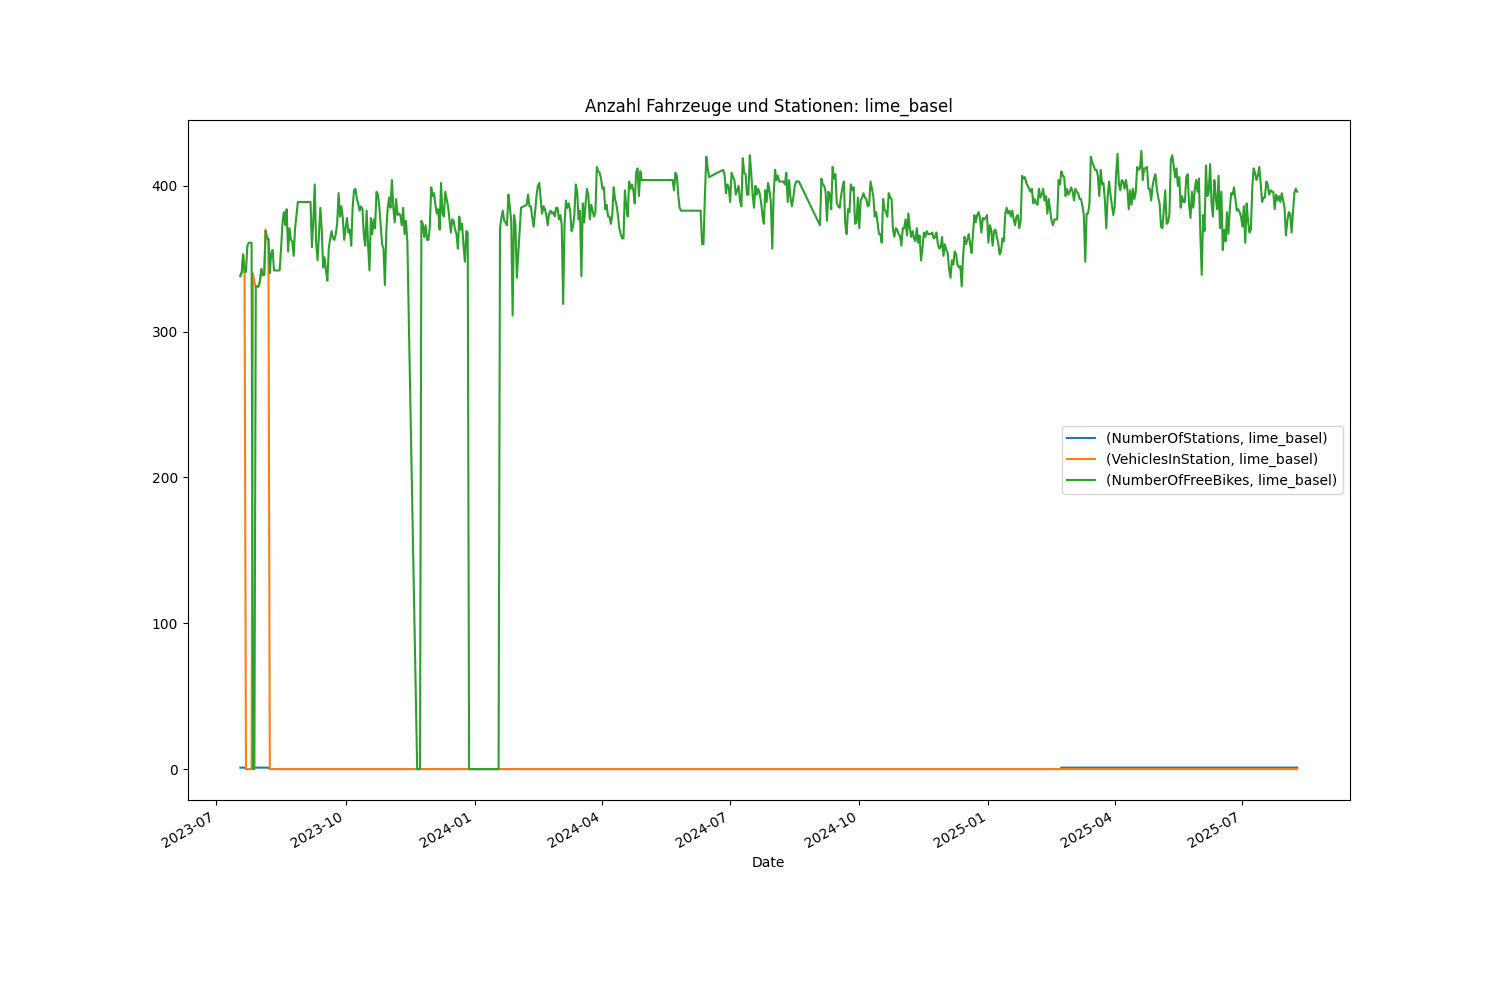 Anzahl Fahrzeuge und Stationen: lime_basel
400
300
200
100
0
(NumberOfStations, lime_basel)
(VehiclesInStation, lime_basel)
(NumberOfFreeBikes, lime_basel)
2023-07
2023-10
2024-01
2024-04
2024-07
2024-10
2025-01
2025-04
2025-07
Date